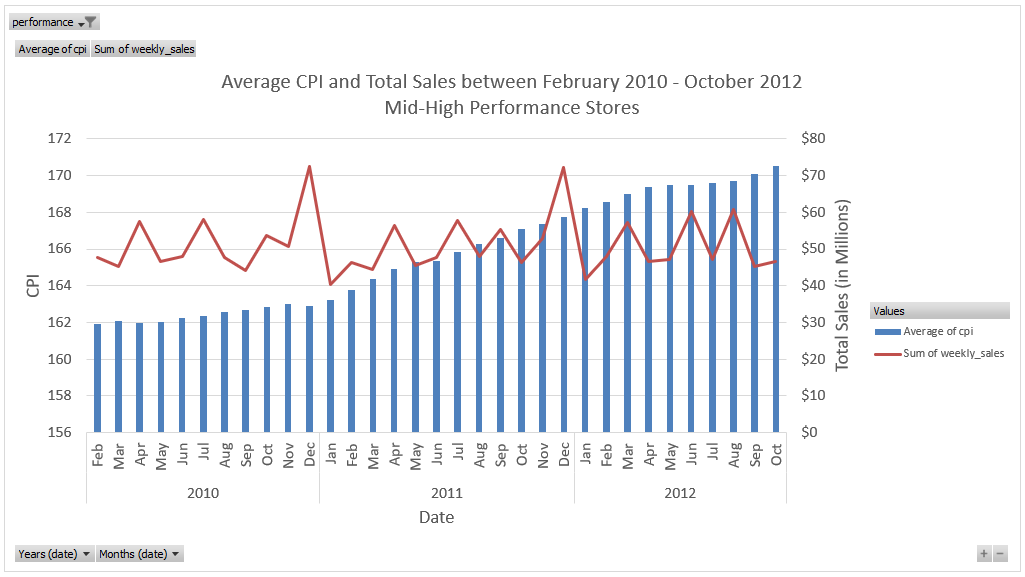 performance
Average of cpi Sum of weekly_sales
Average CPI and Total Sales between February 2010 - October 2012
Mid-High Performance Stores
172
170
168
166
164
162
160
158
156
CPI
$80
$70
$60
$50
$40
$30
$20
$10
$0
Total Sales (in Millions)
Feb Mar Apr May Jun Jul Aug Sep Oct Nov Dec Jan Feb Mar Apr May Jun Jul Aug Sep Oct Nov Dec Jan Feb Mar Apr May Jun Jul Aug Sep Oct
2010 2011 2012
Date
Values
Average of cpi
Sum of weekly_sales
Years (date) Months (date)
+ −